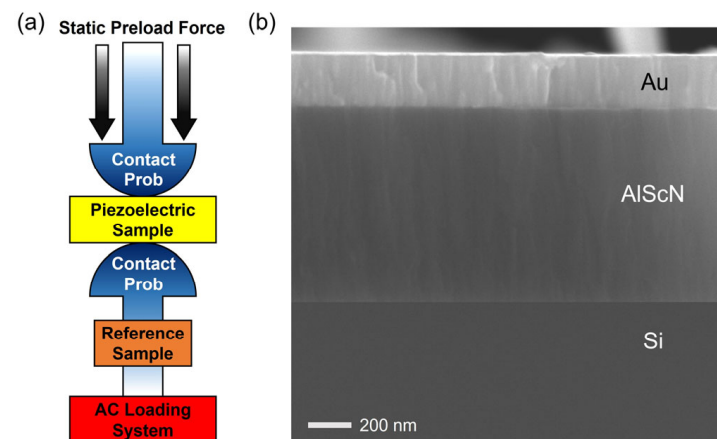 (a)
Static Preload Force
Contact
Prob
Piezoelectric
Sample
Contact
Prob
Reference
Sample
AC Loading
System
(b)
Au
AlScN
Si
200 nm